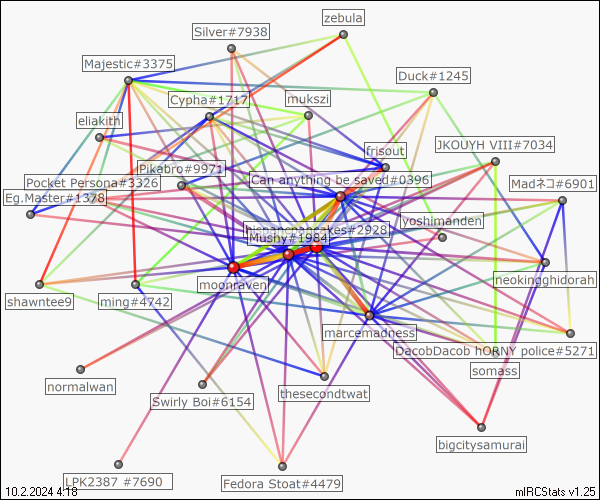 zebula
Silver#7938
Majestic#3375
Duck#1245
Cypha#1717
mukszi
eliakith
frisout
JKOUYH VIII#7034
Pikabro#9971
Pocket Persona#3326
Can anything be saved#0396
Eg.Master#1378
Madネコ#6901
yoshimanden
cakes#2928
Mushy#1984
moonraven
neokingghidorah
shawntee9
ming#4742
marcemadness
DacobDacob hORNY police#5271
somass
normalwan
thesecondtwat
Swirly Boi#6154
bigcitysamurai
LPK2387 #7690
Fedora Stoat#4479
10.2.2024 4:18
mIRCStats v1.25